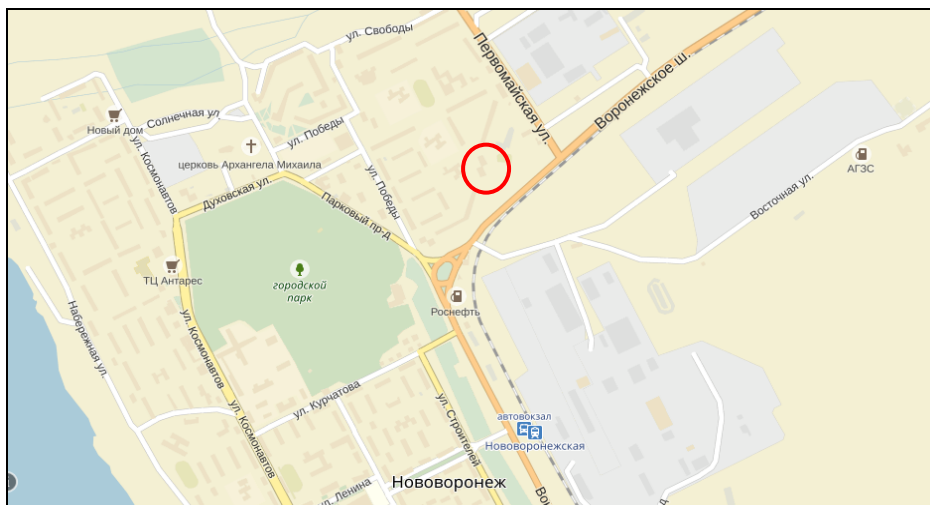 ул. Свободы
Первомайская ул.
Воронежское ш.
Новый дом
Солнечная ул
ул. Победы
церковь Архангела Михаила
ул. Космонавтов
Духовская ул.
ул. Победы
Парковый пр-д
АГЗС
Восточная ул.
ТЦ Антарес
городской
парк
Роснефть
Набережная ул.
ул. Космонавтов
ул. Курчатова
ул. Космонавтов
ул. Строителей
автовокзал
Нововоронежская
Нововоронеж
ул. Ленина